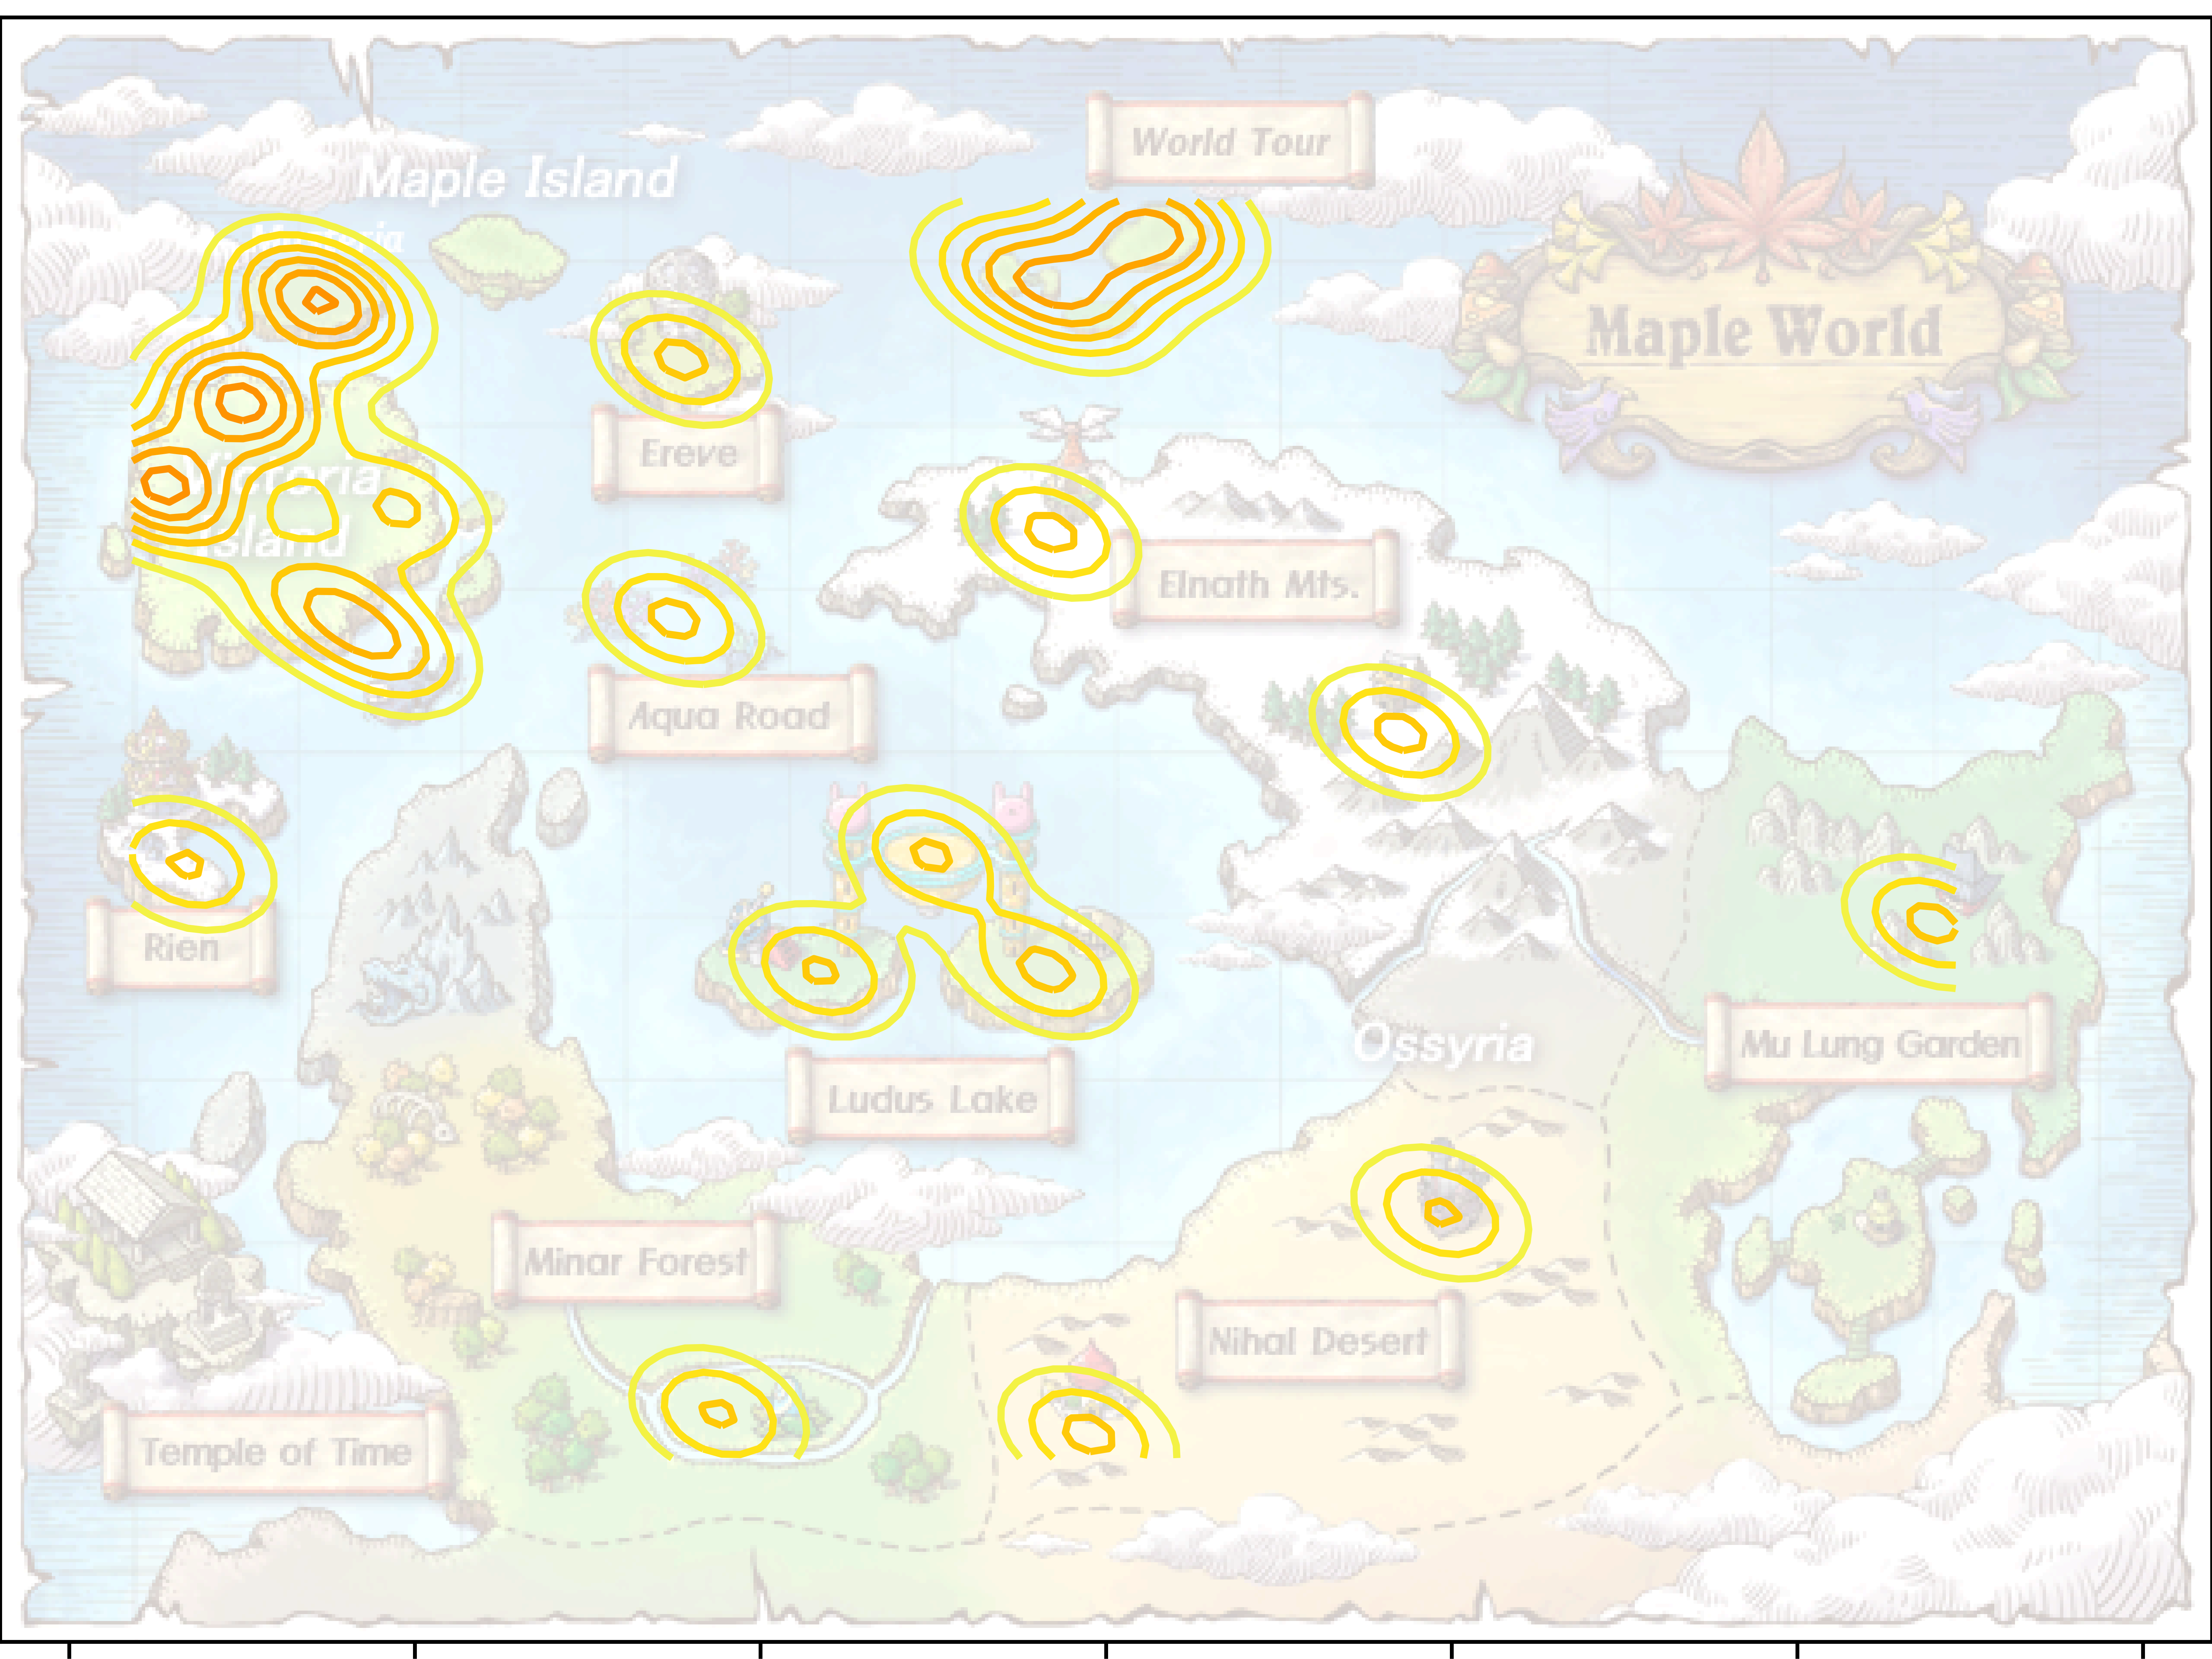 World Tour
Maple Island
Maple World
Ereve
Victoria
Island
Elnath Mts.
Aqua Road
Rien
Ossyria
Mu Lung Garden
Ludus Lake
Minar Forest
Nihal Desert
Temple of Time